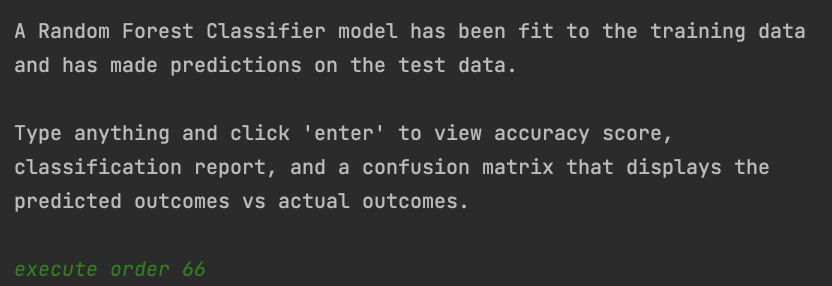 A Random Forest Classifier model has been fit to the training data
and has made predictions on the test data.
Type anything and click 'enter' to view accuracy score,
classification report, and a confusion matrix that displays the
predicted outcomes vs actual outcomes.
execute order 66